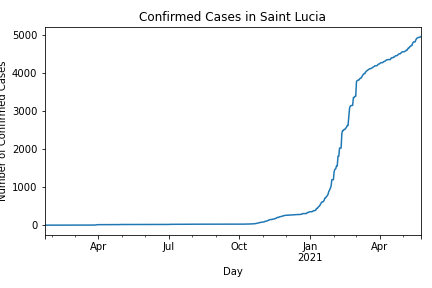 Confirmed Cases in Saint Lucia
Number of Confirmed Cases
5000
4000
3000
2000
1000
0
Apr
Jul
Oct
Jan
2021
Apr
Day